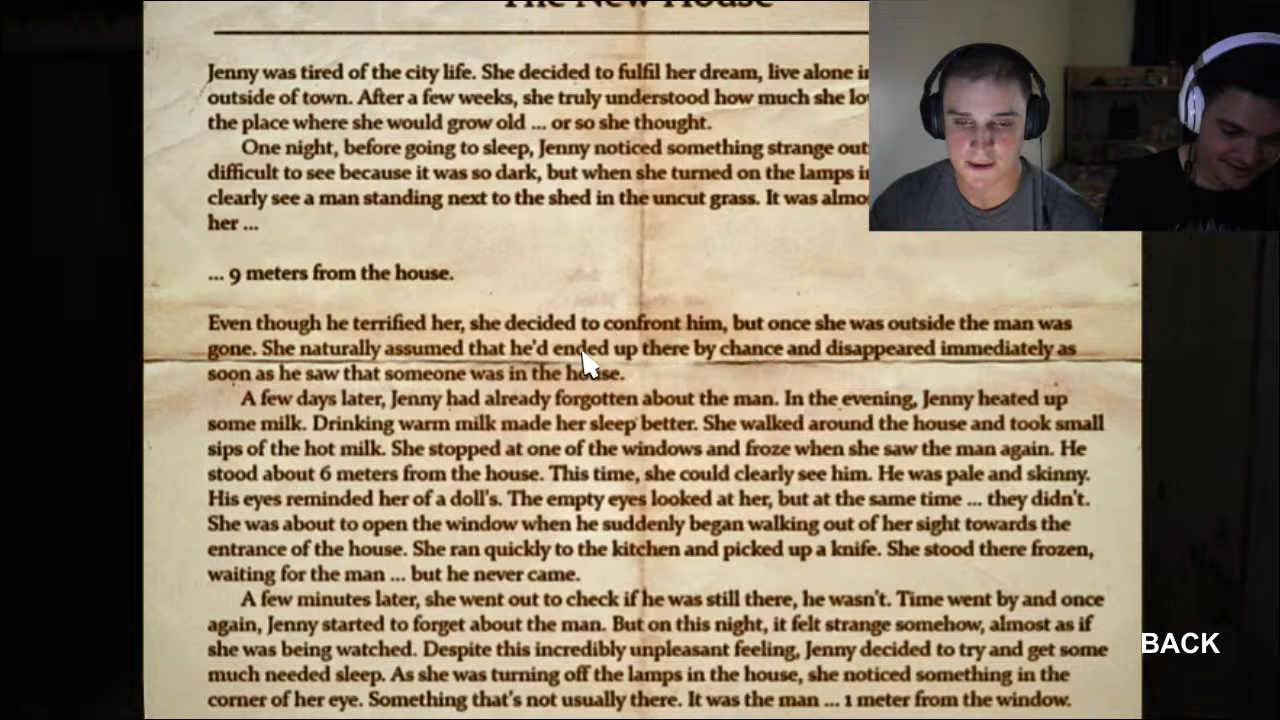 The New House
Jenny was tired of the city life. She decided to fulfil her dream, live alone
outside of town. After a few weeks, she truly understood how much she
the place where she would grow old ... or so she thought.
One night, before going to sleep, Jenny noticed something strange
difficult to see because it was so dark, but when she turned on the lamps
clearly see a man standing next to the shed in the uncut grass. It was
her ...
... 9 meters from the house.
Even though he terrified her, she decided to confront him, but once she was outside the man was
gone. She naturally assumed that he'd ended up there by chance and disappeared immediately as
soon as he saw that someone was in the house.
A few days later, Jenny had already forgotten about the man. In the evening, Jenny heated up
some milk. Drinking warm milk made her sleep better. She walked around the house and took small
sips of the hot milk. She stopped at one of the windows and froze when she saw the man again. He
stood about 6 meters from the house. This time, she could clearly see him. He was pale and skinny.
His eyes reminded her of a doll's. The empty eyes looked at her, but at the same time ... they didn't.
She was about to open the window when he suddenly began walking out of her sight towards the
entrance of the house. She ran quickly to the kitchen and picked up a knife. She stood there frozen,
waiting for the man ... but he never came.
A few minutes later, she went out to check if he was still there, he wasn't. Time went by and once
again, Jenny started to forget about the man. But on this night, it felt strange somehow, almost as if
she was being watched. Despite this incredibly unpleasant feeling, Jenny decided to try and get some
much needed sleep. As she was turning off the lamps in the house, she noticed something in the
corner of her eye. Something that's not usually there. It was the man ... 1 meter from the window.
BACK